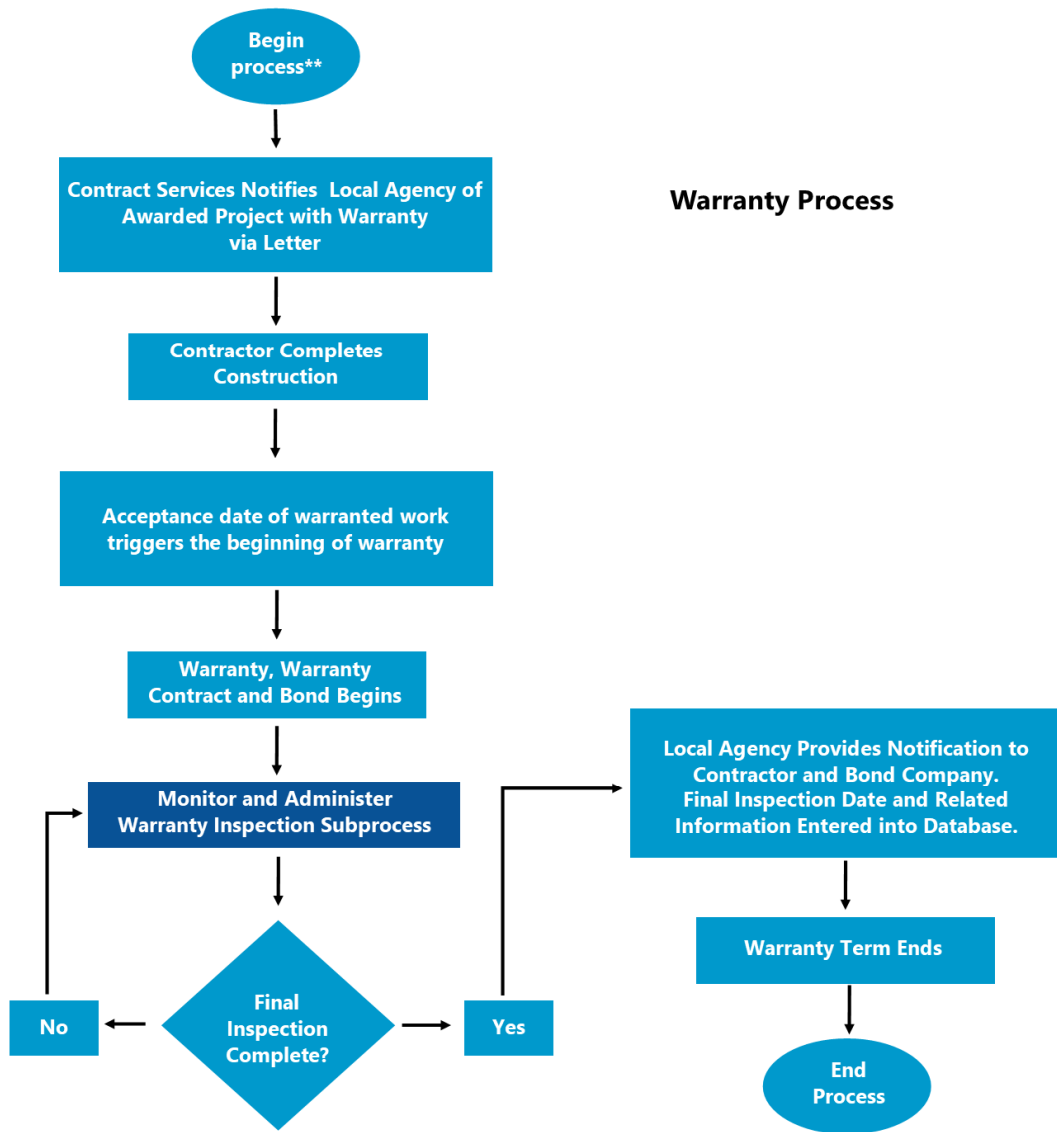 Begin
process**
Contract Services Notifies  Local Agency of
Awarded Project with Warranty
via Letter
Warranty Process
Contractor Completes
Construction
Acceptance date of warranted work
triggers the beginning of warranty
Warranty, Warranty
Contract and Bond Begins
Monitor and Administer
Warranty Inspection Subprocess
Final
Inspection
Complete?
No
Yes
Local Agency Provides Notification to
Contractor and Bond Company.
Final Inspection Date and Related
Information Entered into Database.
Warranty Term Ends
End
Process